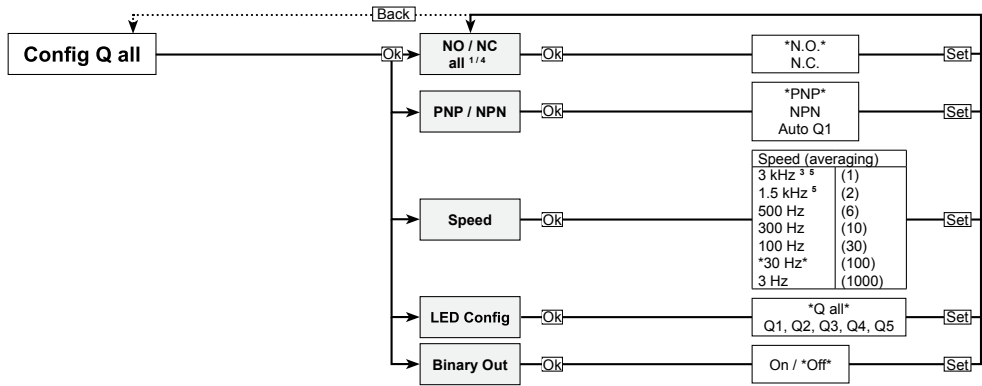 Back
Config Q all
Ok
NO / NC
all ¹ ᐟ ⁴
Ok
*N.O.*
N.C.
Set
PNP / NPN
Ok
*PNP*
NPN
Auto Q1
Set
Speed
Ok
Speed (averaging)
3 kHz ³ ⁵ (1)
1.5 kHz ⁵ (2)
500 Hz (6)
300 Hz (10)
100 Hz (30)
*30 Hz* (100)
3 Hz (1000)
Set
LED Config
Ok
*Q all*
Q1, Q2, Q3, Q4, Q5
Set
Binary Out
Ok
On / *Off*
Set